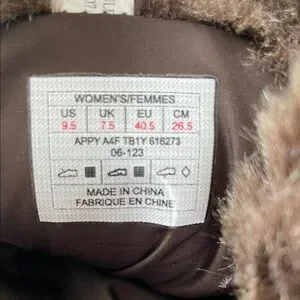 WOMEN'S/FEMMES
US UK EU CM
9.5 7.5 40.5 26.5
APPY A4F TB1Y 618273
06-123
MADE IN CHINA
FABRIQUE EN CHINE